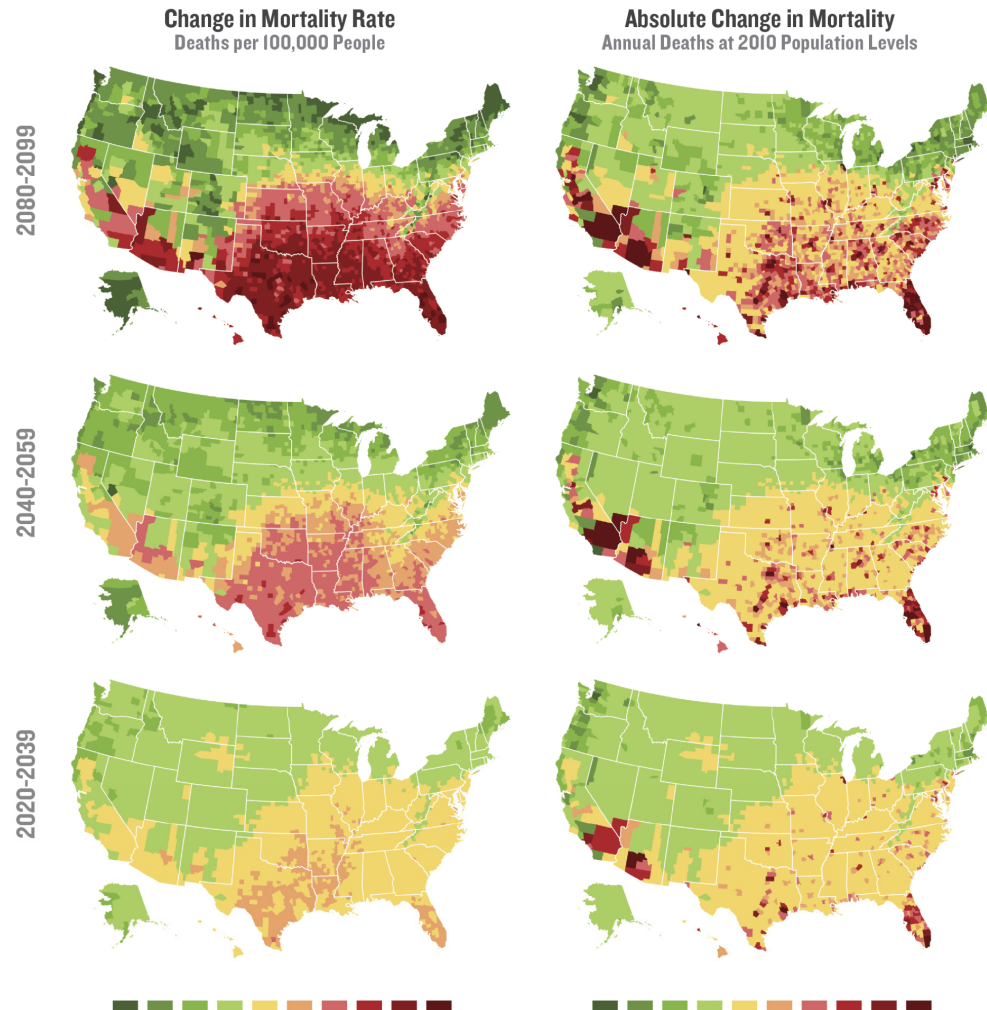 Change in Mortality Rate
Deaths per 100,000 People
Absolute Change in Mortality
Annual Deaths at 2010 Population Levels
2080-2099
2040-2059
2020-2039